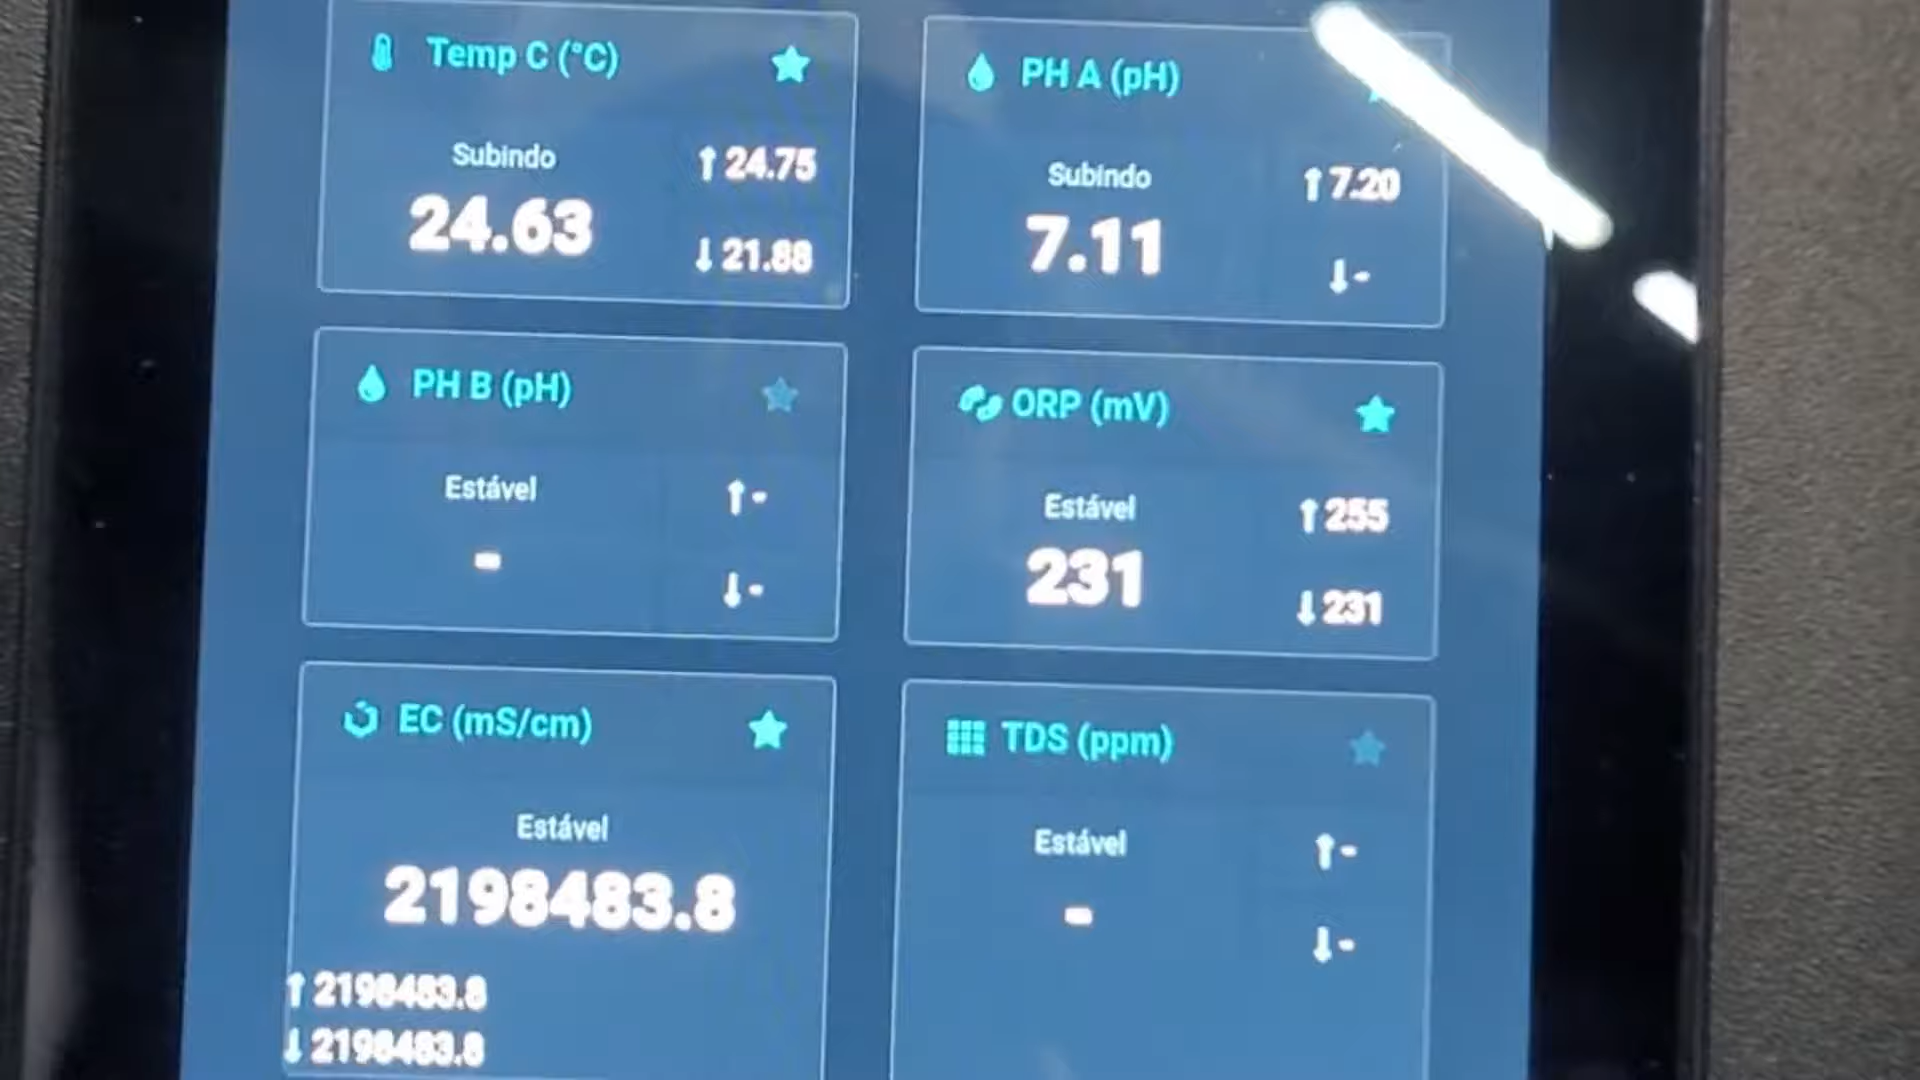 Temp C (°C)
Subindo
24.63
↑ 24.75
↓ 21.88
PH A (pH)
Subindo
7.11
↑ 7.20
↓ -
PH B (pH)
Estável
-
↑ -
↓ -
ORP (mV)
Estável
231
↑ 255
↓ 231
EC (mS/cm)
Estável
2198483.8
↑ 2198483.8
↓ 2198483.8
TDS (ppm)
Estável
-
↑ -
↓ -